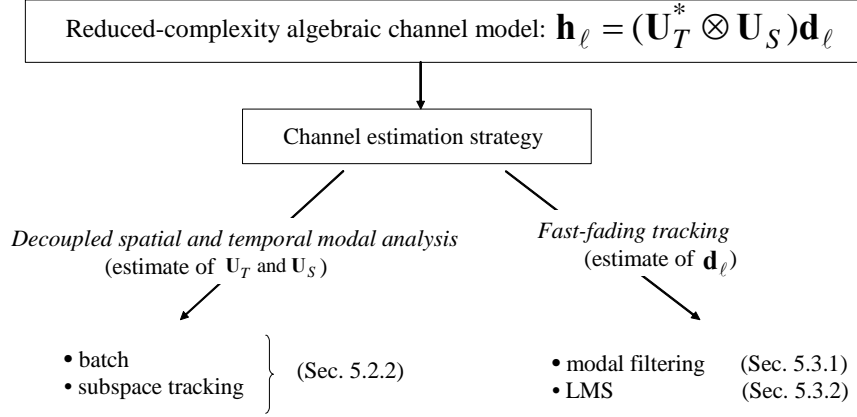 Reduced-complexity algebraic channel model: 𝐡_ℓ = (𝐔_T^* ⊗ 𝐔_S)𝐝_ℓ
Channel estimation strategy
Decoupled spatial and temporal modal analysis
(estimate of 𝐔_T and 𝐔_S)
Fast-fading tracking
(estimate of 𝐝_ℓ)
• batch
• subspace tracking
(Sec. 5.2.2)
• modal filtering (Sec. 5.3.1)
• LMS (Sec. 5.3.2)